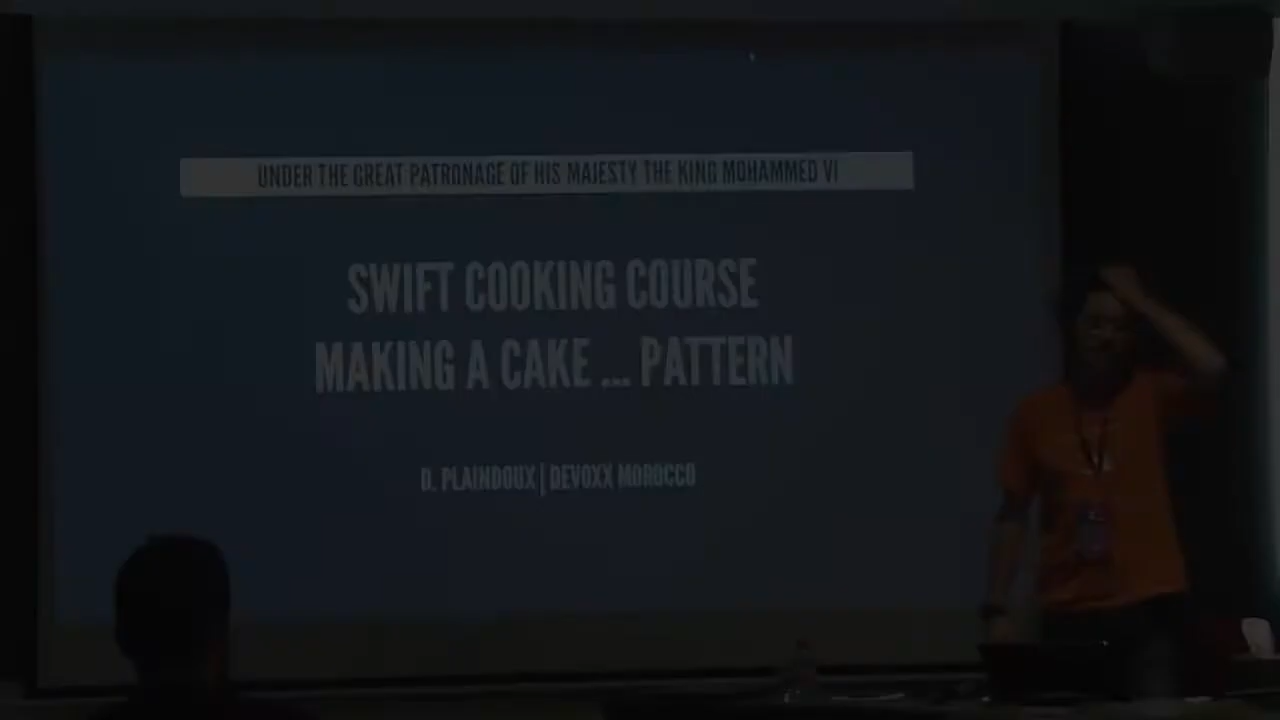 UNDER THE GREAT PATRONAGE OF HIS MAJESTY THE KING MOHAMMED VI
SWIFT COOKING COURSE
MAKING A CAKE ... PATTERN
D. PLAINDOUX | DEVOXX MOROCCO